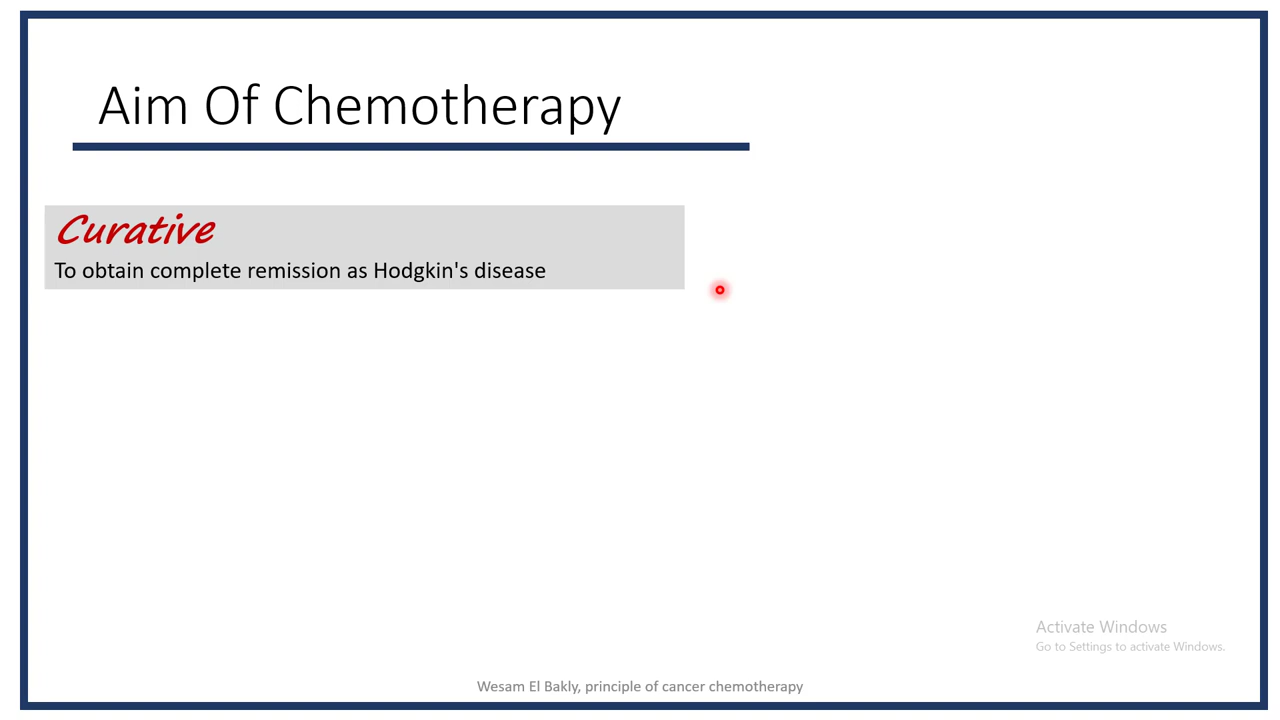 Aim Of Chemotherapy
Curative
To obtain complete remission as Hodgkin's disease
Activate Windows
Go to Settings to activate Windows.
Wesam El Bakly, principle of cancer chemotherapy